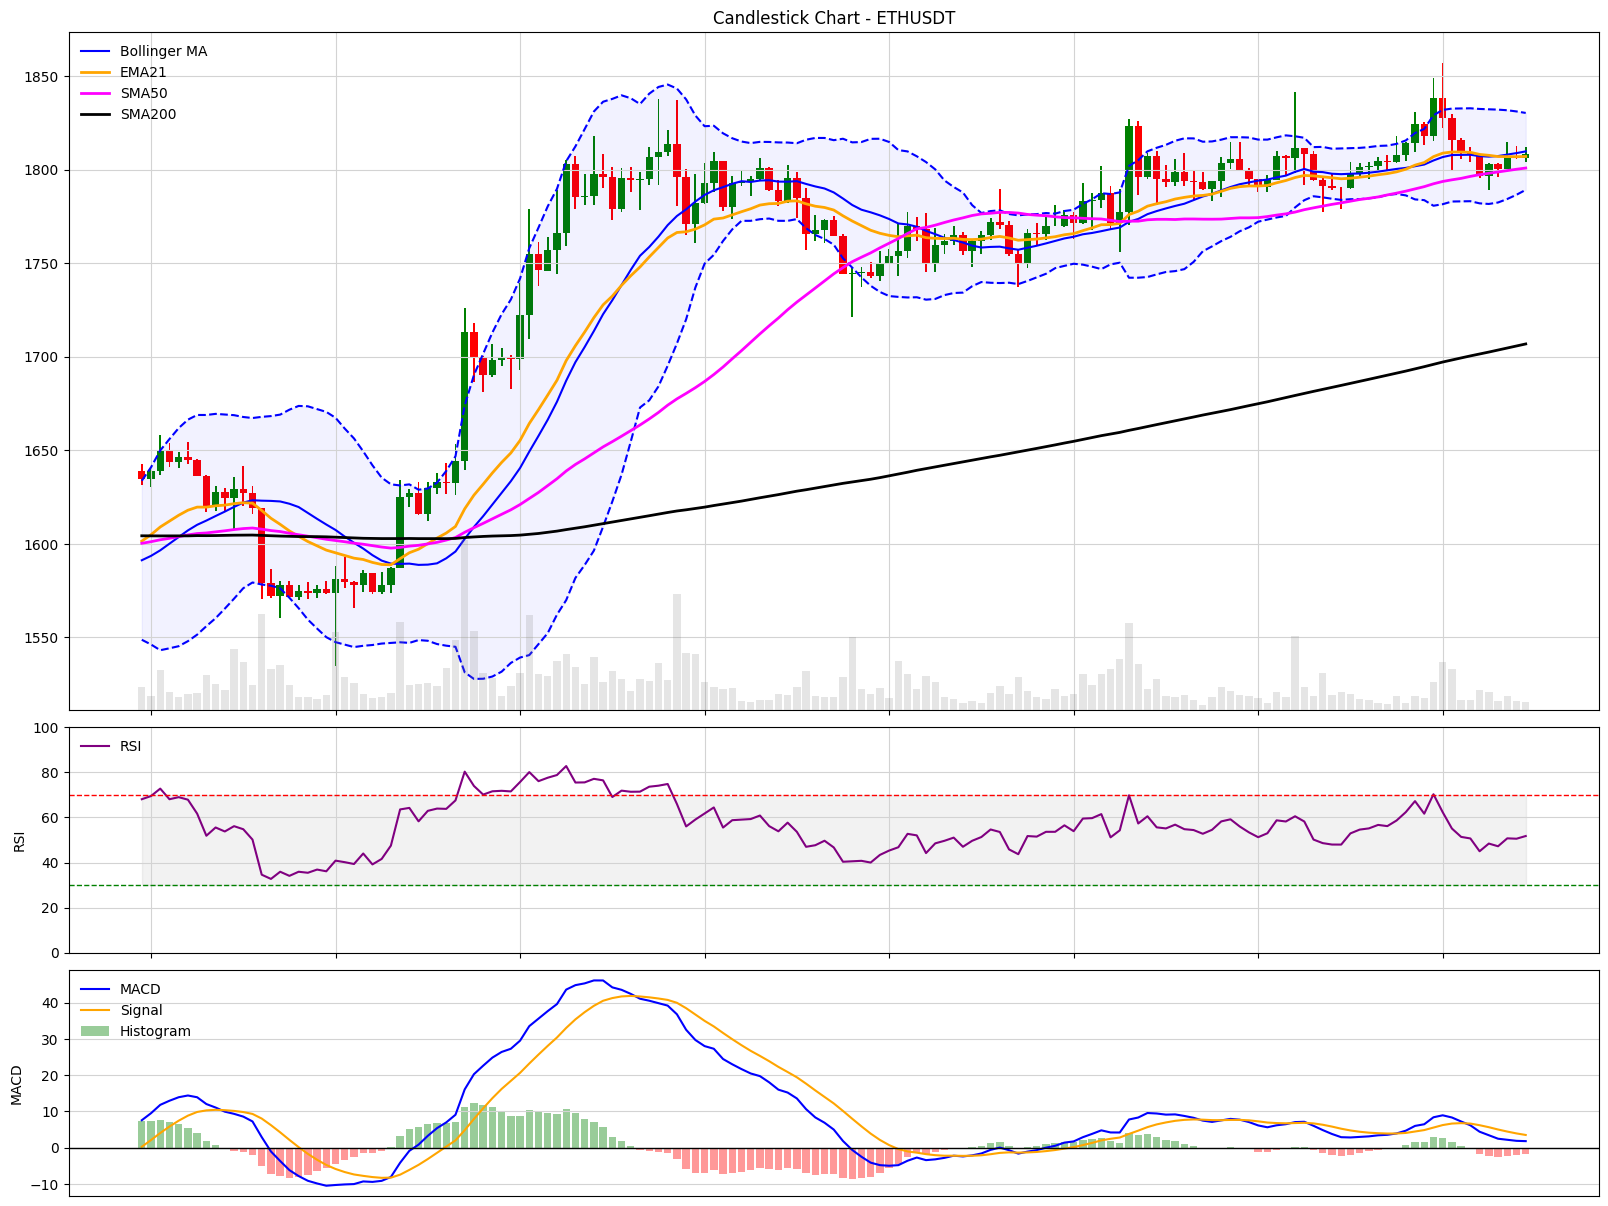 Candlestick Chart - ETHUSDT
Bollinger MA
EMA21
SMA50
SMA200
1850
1800
1750
1700
1650
1600
1550
RSI
RSI
100
80
60
40
20
0
MACD
Signal
Histogram
MACD
40
30
20
10
0
−10